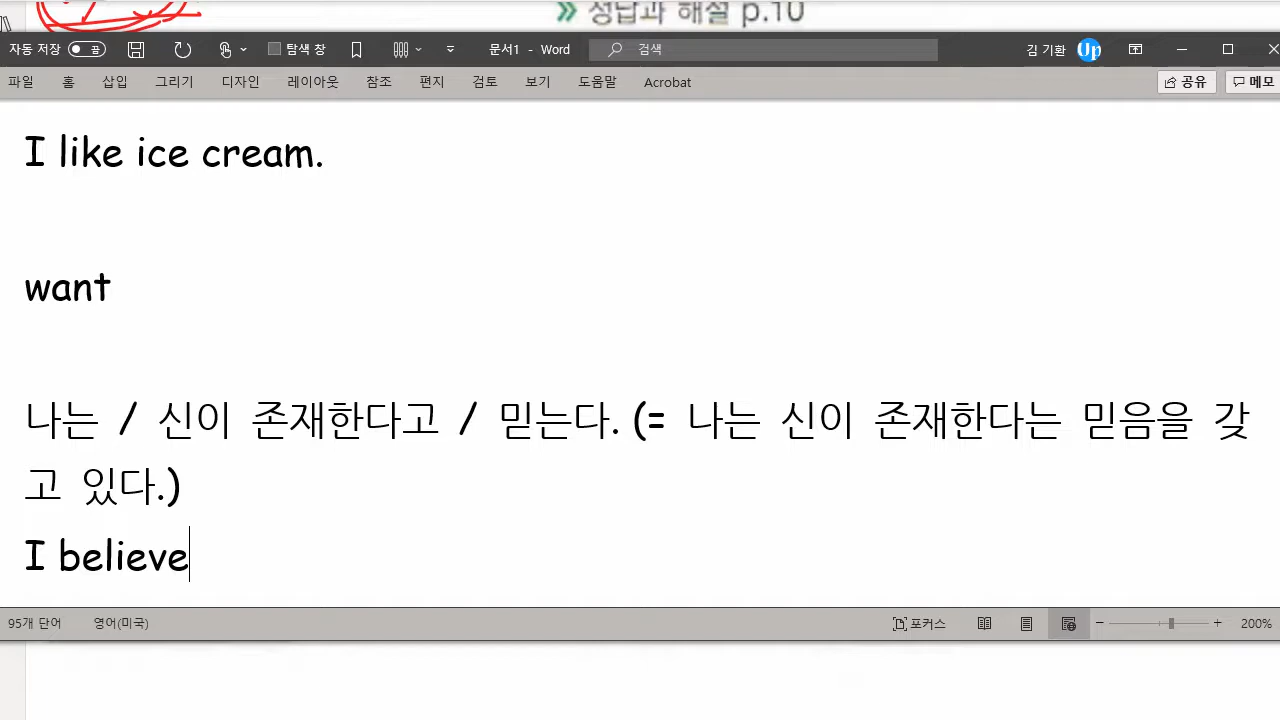 » 정답과 해설 p.10
자동 저장 끔 탐색 창 문서1 - Word 검색 김 기환 Up
파일 홈 삽입 그리기 디자인 레이아웃 참조 편지 검토 보기 도움말 Acrobat 공유 메모
I like ice cream.
want
나는 / 신이 존재한다고 / 믿는다. (= 나는 신이 존재한다는 믿음을 갖
고 있다.)
I believe
95개 단어 영어(미국) 포커스 200%